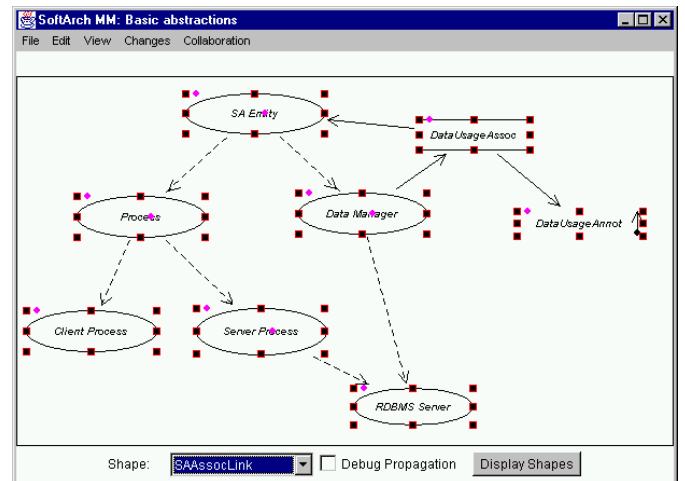 SoftArch MM: Basic abstractions
File Edit View Changes Collaboration
SA Entity
DataUsageAssoc
Process
Data Manager
DataUsageAnnot
Client Process
Server Process
RDBMS Server
Shape: SAAssocLink Debug Propagation Display Shapes